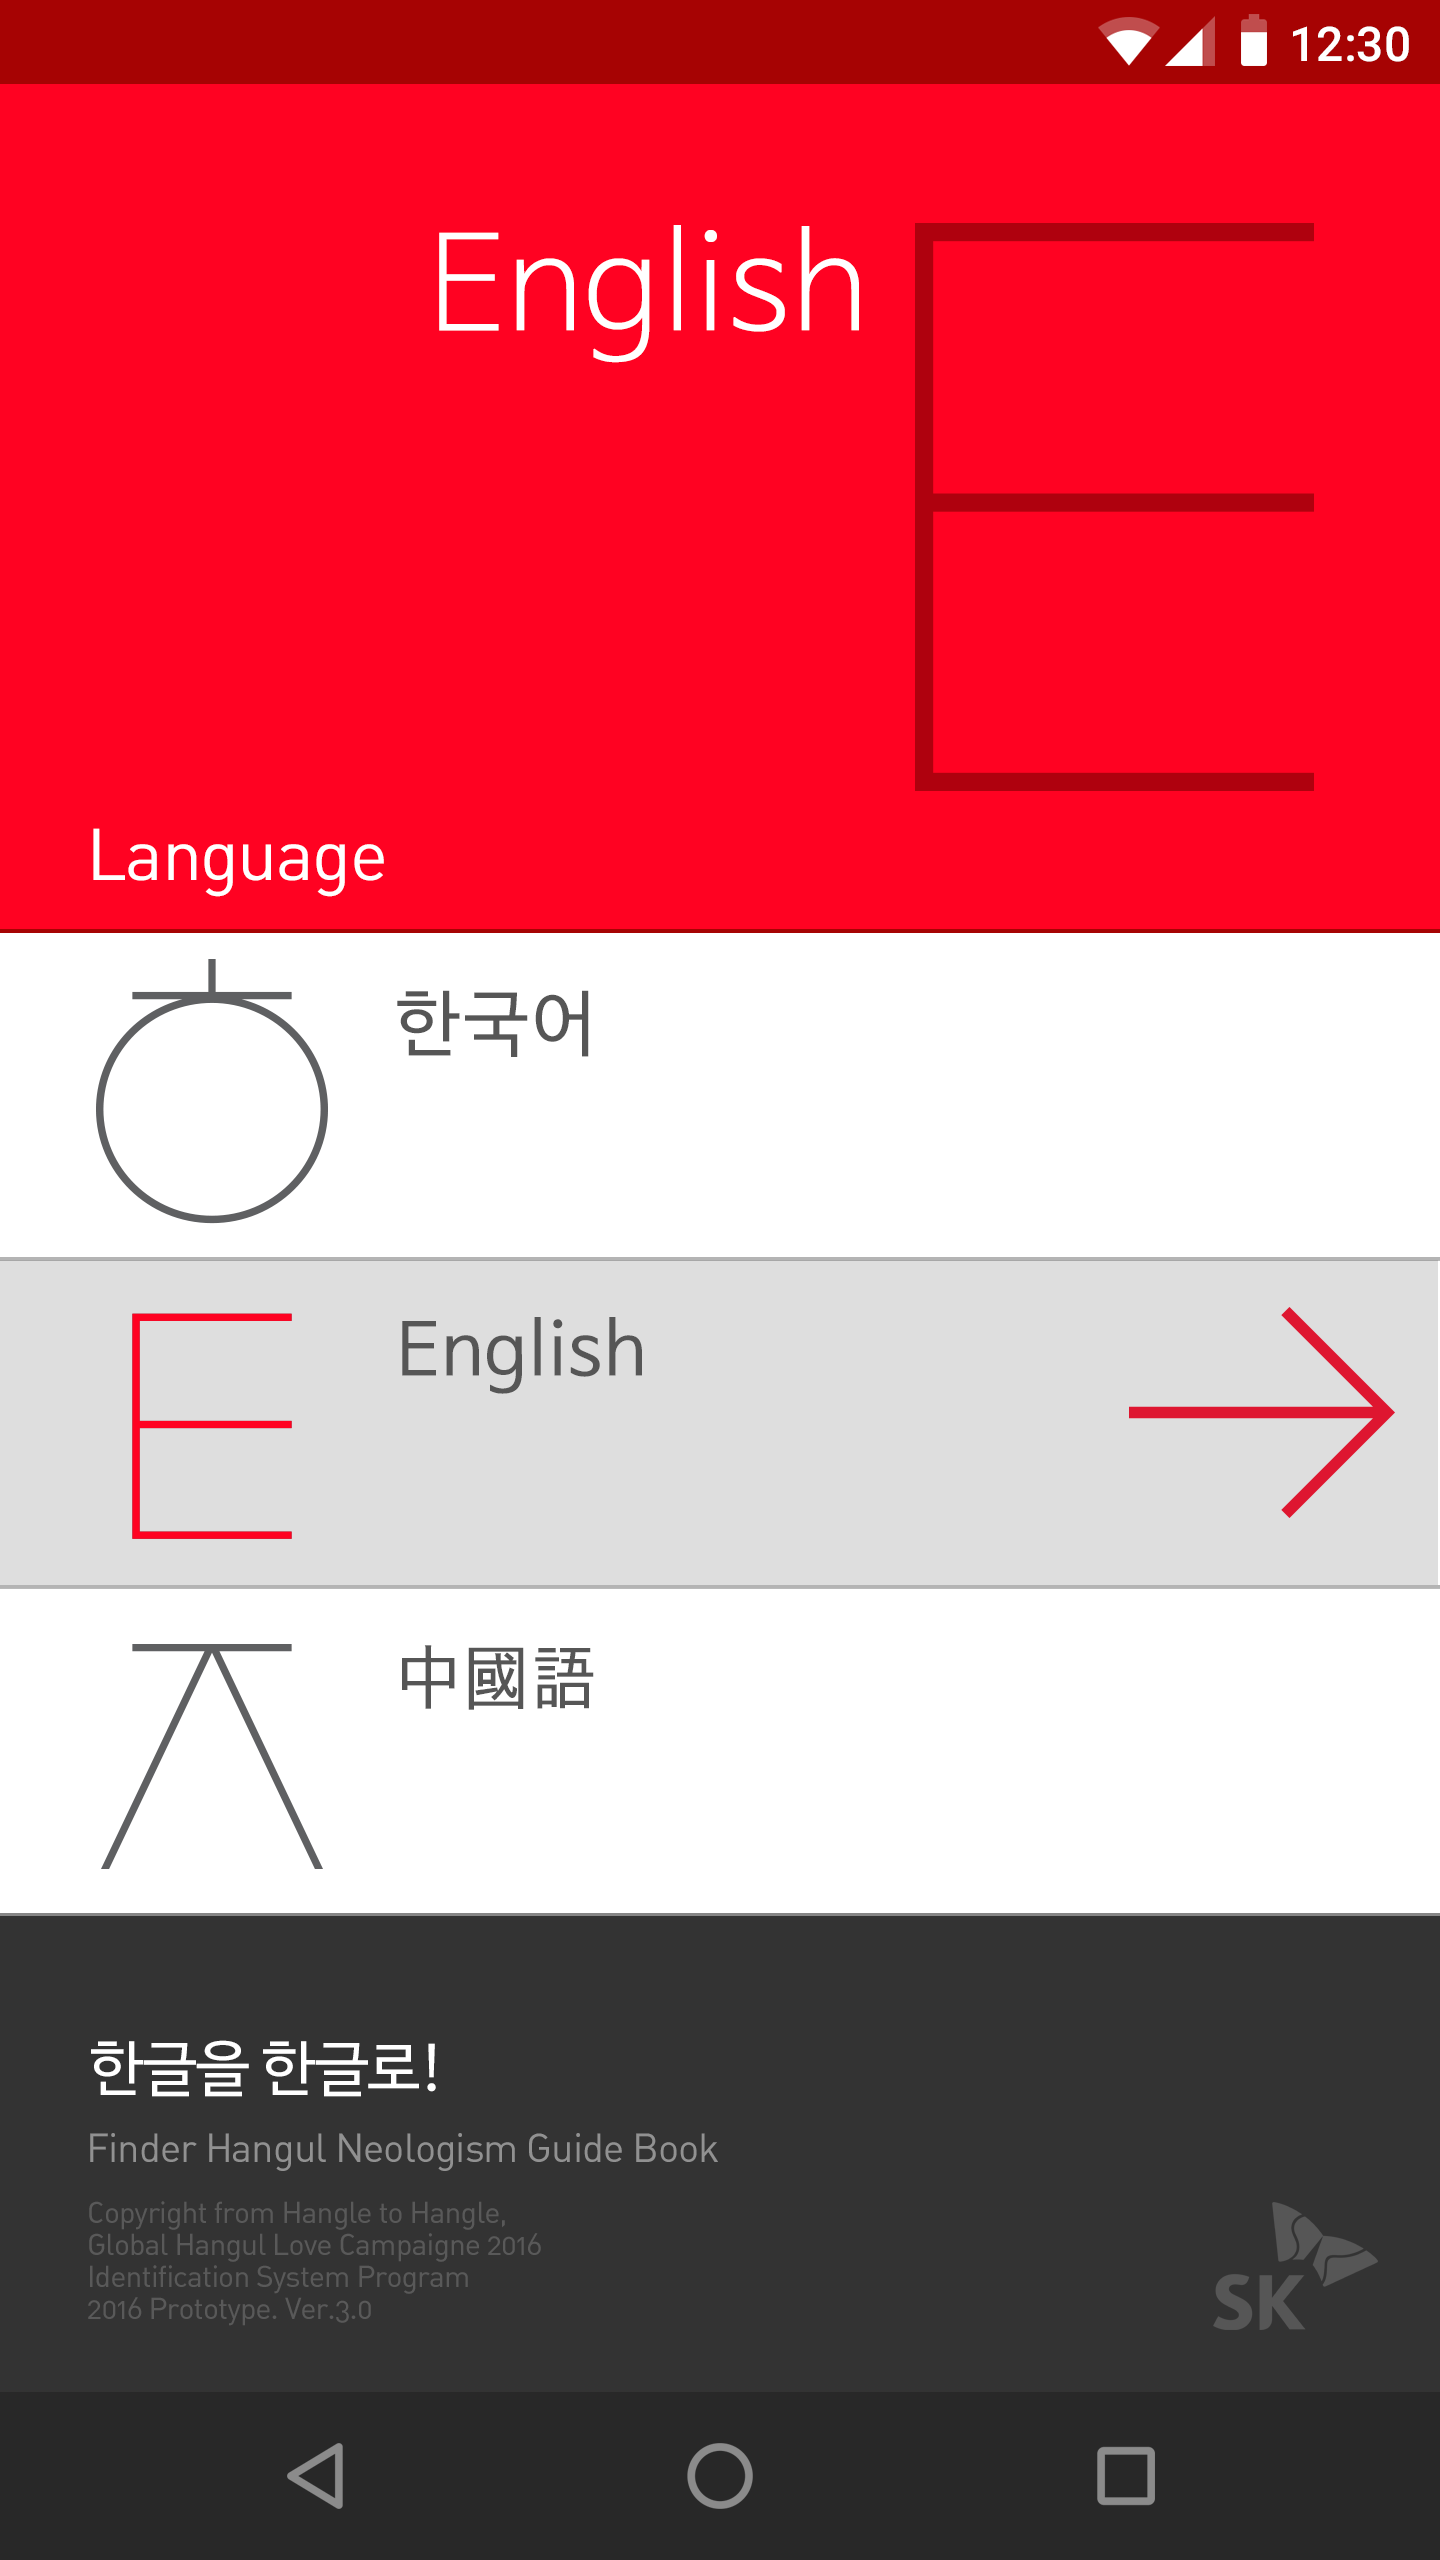 12:30
English
E
Language
ㅎ
한국어
E
English
ㅈ
中國語
한글을 한글로!
Finder Hangul Neologism Guide Book
Copyright from Hangle to Hangle,
Global Hangul Love Campaigne 2016
Identification System Program
2016 Prototype. Ver.3.0
SK